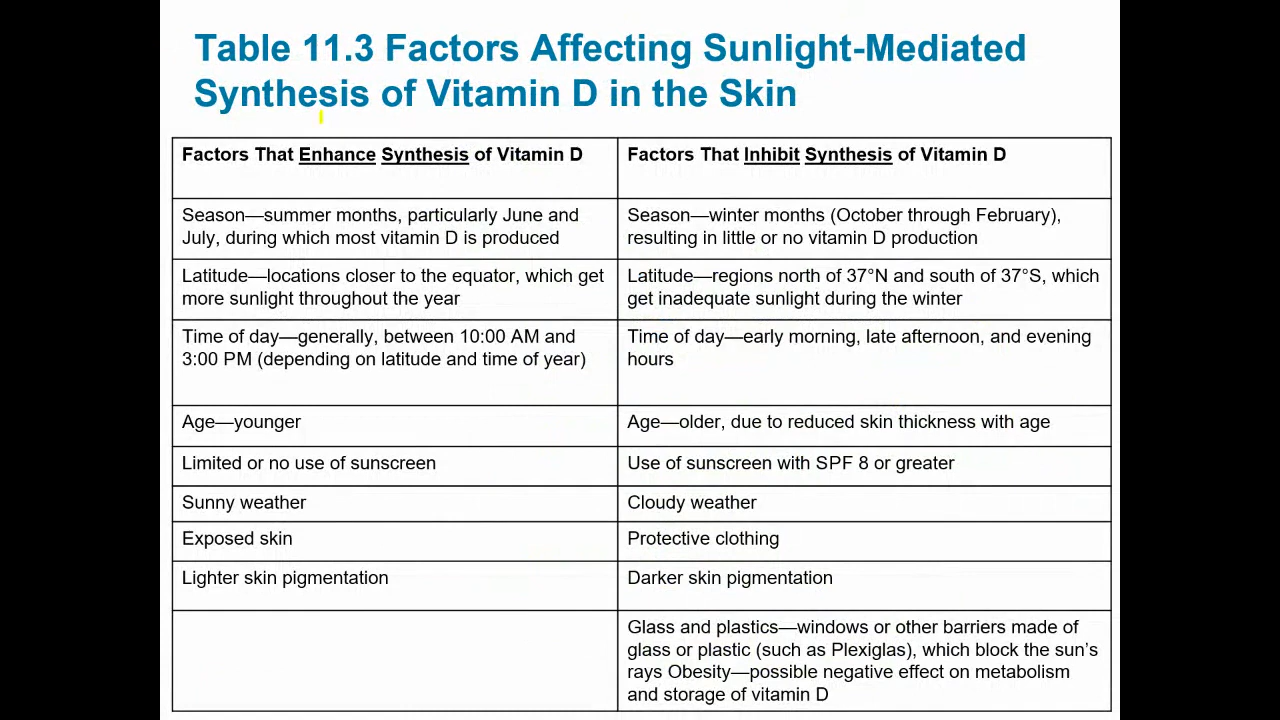 Table 11.3 Factors Affecting Sunlight-Mediated
Synthesis of Vitamin D in the Skin
Factors That Enhance Synthesis of Vitamin D
Factors That Inhibit Synthesis of Vitamin D
Season—summer months, particularly June and
July, during which most vitamin D is produced
Season—winter months (October through February),
resulting in little or no vitamin D production
Latitude—locations closer to the equator, which get
more sunlight throughout the year
Latitude—regions north of 37°N and south of 37°S, which
get inadequate sunlight during the winter
Time of day—generally, between 10:00 AM and
3:00 PM (depending on latitude and time of year)
Time of day—early morning, late afternoon, and evening
hours
Age—younger
Age—older, due to reduced skin thickness with age
Limited or no use of sunscreen
Use of sunscreen with SPF 8 or greater
Sunny weather
Cloudy weather
Exposed skin
Protective clothing
Lighter skin pigmentation
Darker skin pigmentation
Glass and plastics—windows or other barriers made of
glass or plastic (such as Plexiglas), which block the sun's
rays Obesity—possible negative effect on metabolism
and storage of vitamin D